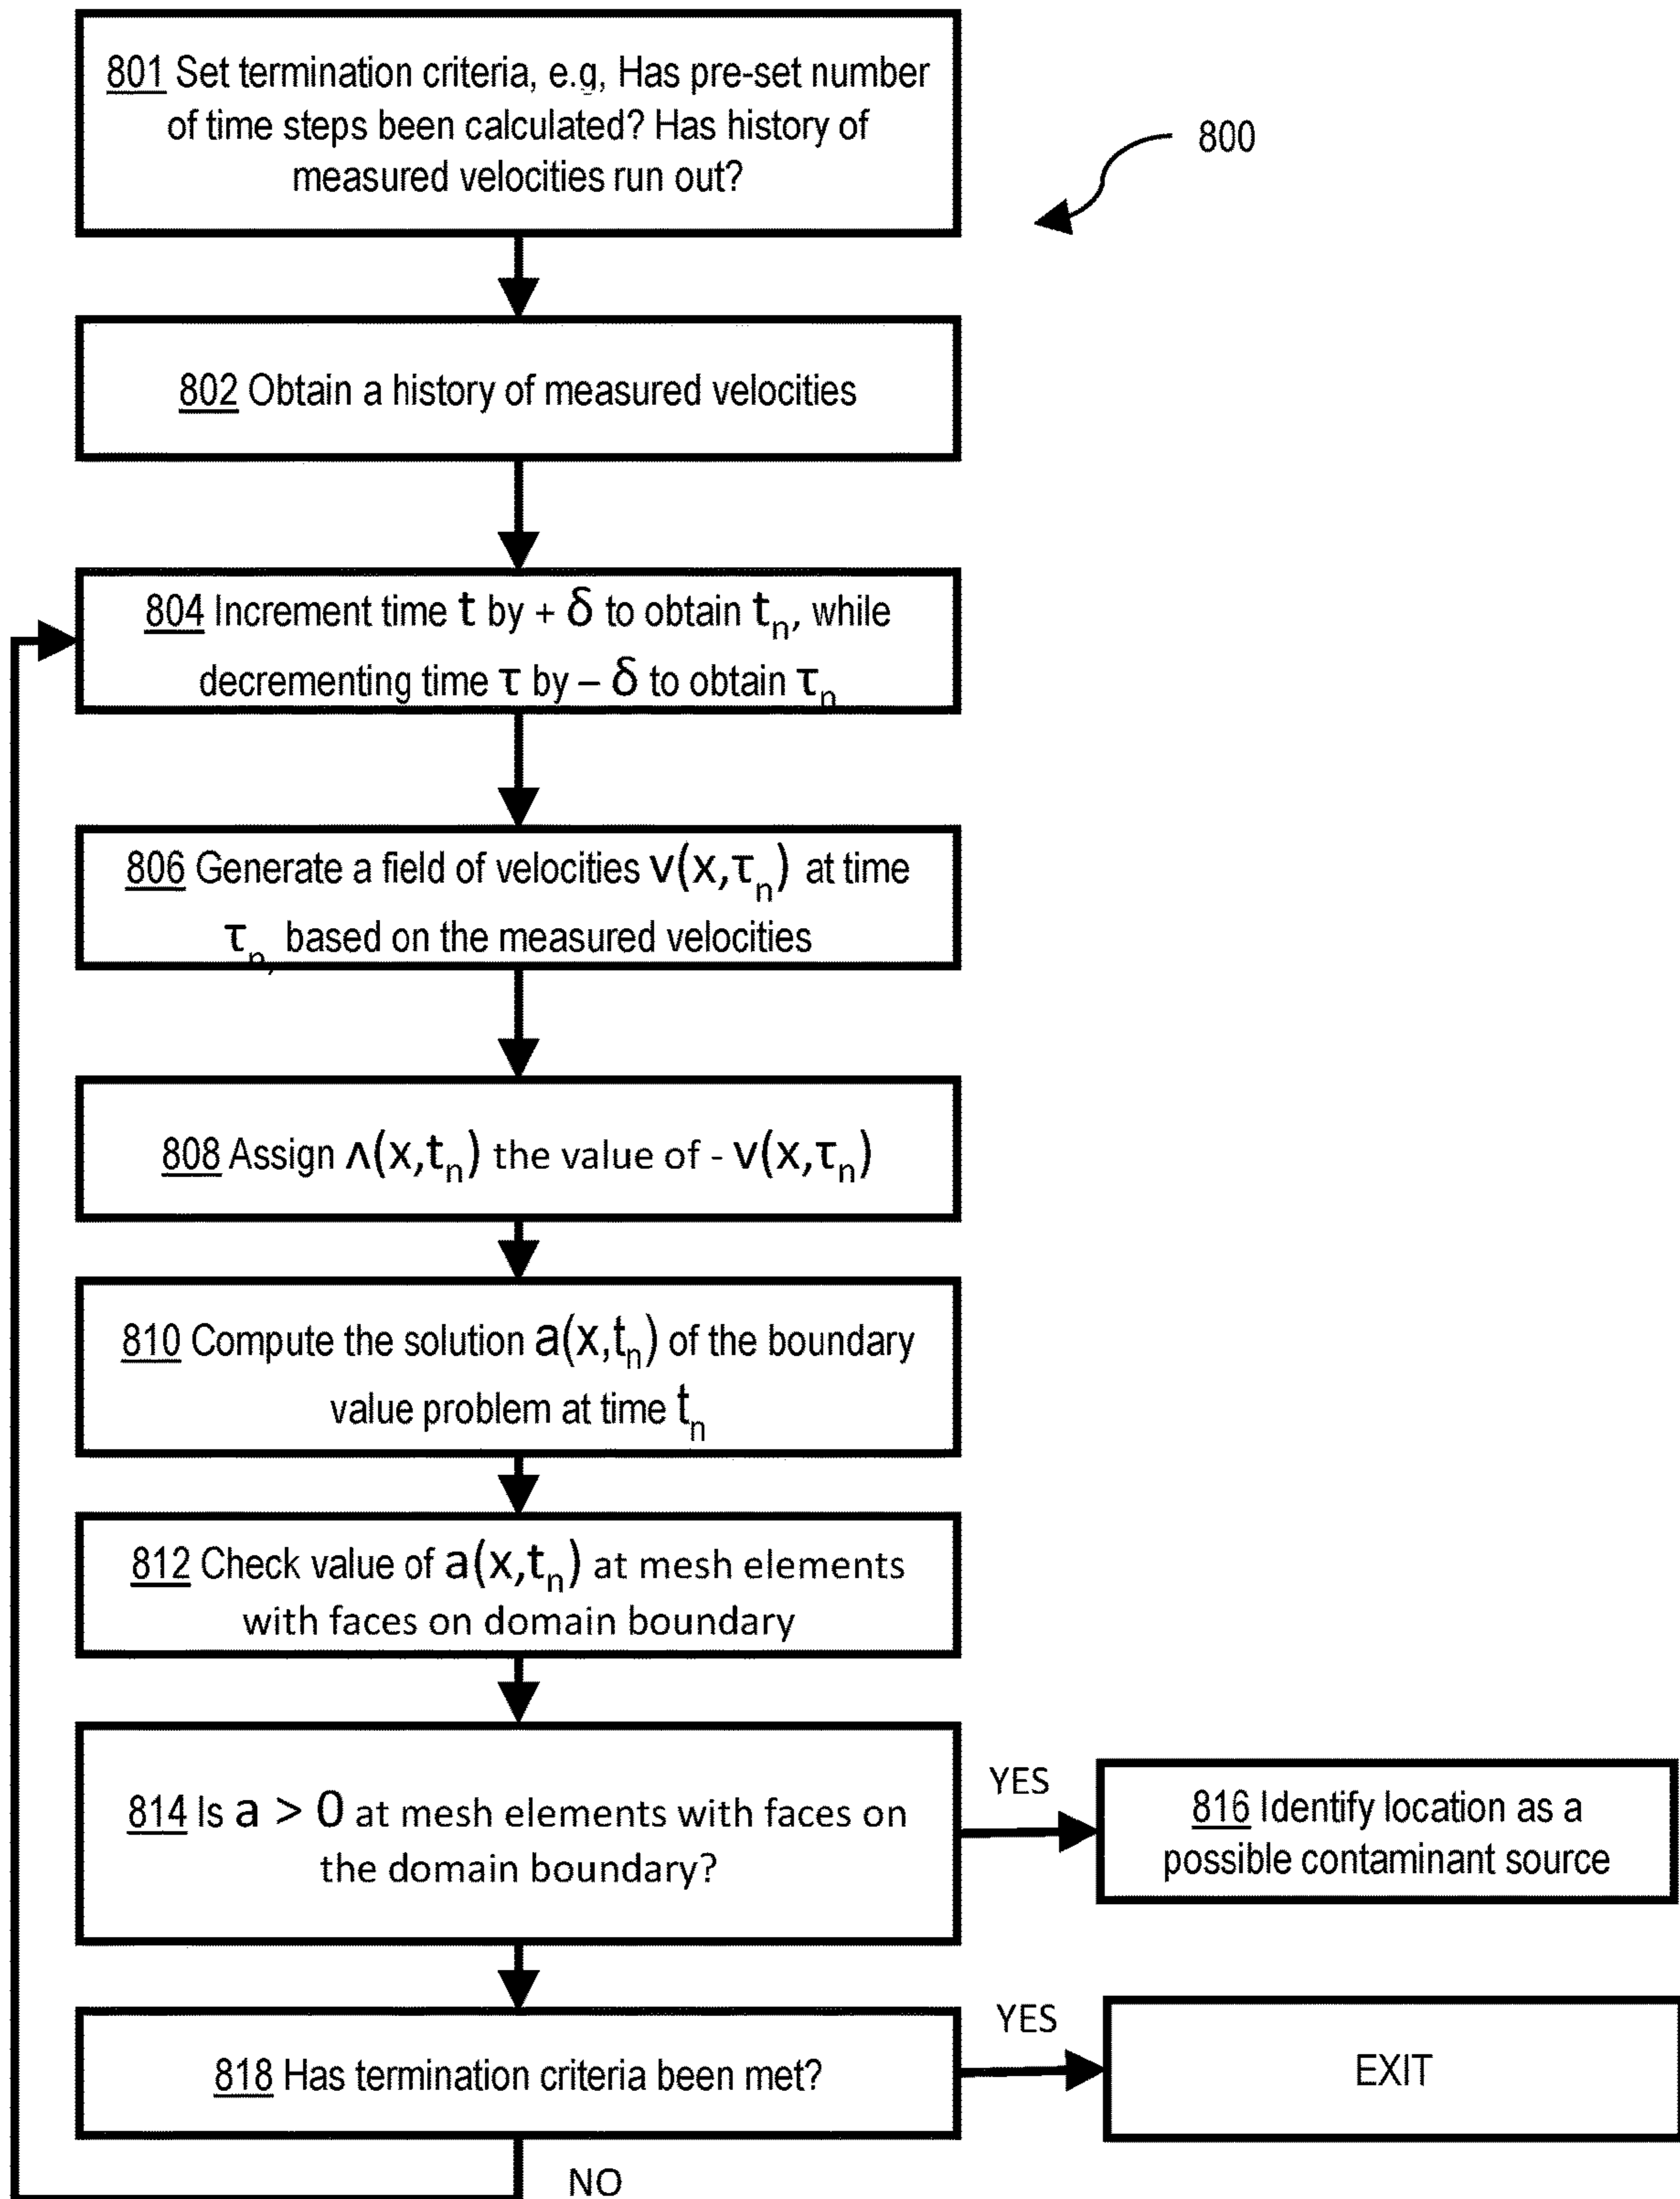 801 Set termination criteria, e.g, Has pre-set number
of time steps been calculated? Has history of
measured velocities run out?
800
802 Obtain a history of measured velocities
804 Increment time t by + δ to obtain tₙ, while
decrementing time τ by – δ to obtain τₙ
806 Generate a field of velocities v(x,τₙ) at time
τₙ, based on the measured velocities
808 Assign ʌ(x,tₙ) the value of - v(x,τₙ)
810 Compute the solution a(x,tₙ) of the boundary
value problem at time tₙ
812 Check value of a(x,tₙ) at mesh elements
with faces on domain boundary
814 Is a > 0 at mesh elements with faces on
the domain boundary?
YES
816 Identify location as a
possible contaminant source
818 Has termination criteria been met?
YES
EXIT
NO